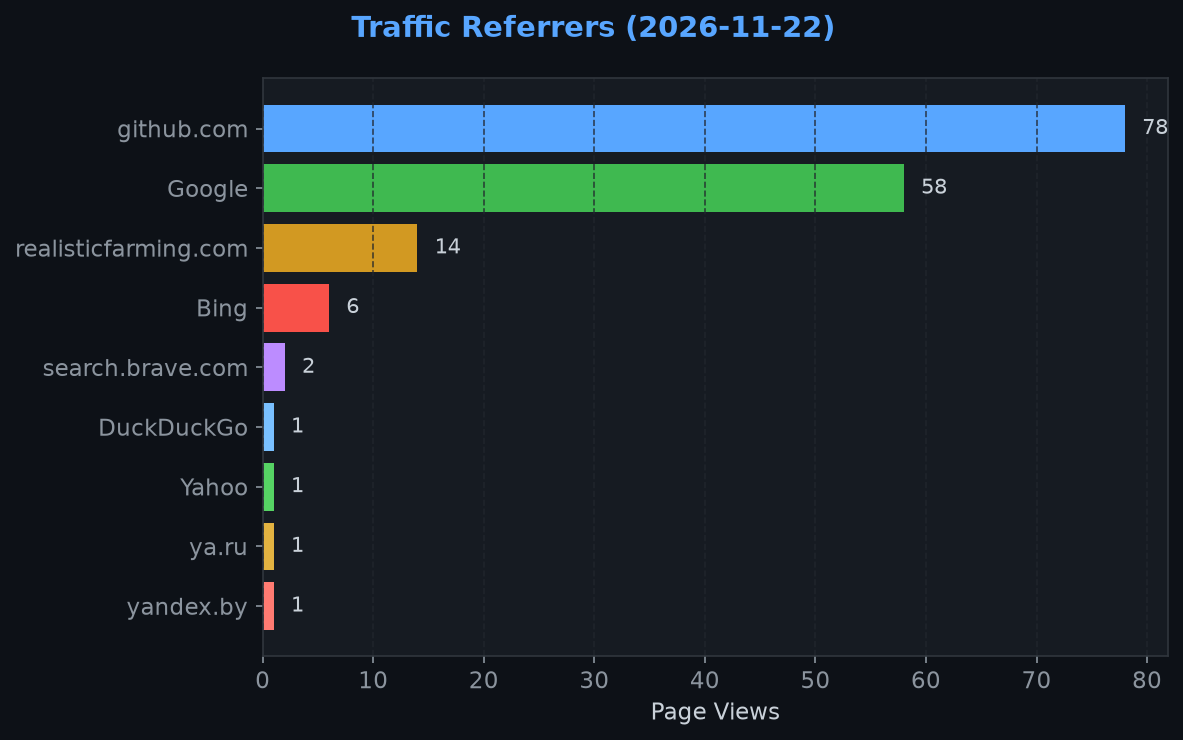 Traffic Referrers (2026-11-22)
github.com 78
Google 58
realisticfarming.com 14
Bing 6
search.brave.com 2
DuckDuckGo 1
Yahoo 1
ya.ru 1
yandex.by 1
0 10 20 30 40 50 60 70 80
Page Views